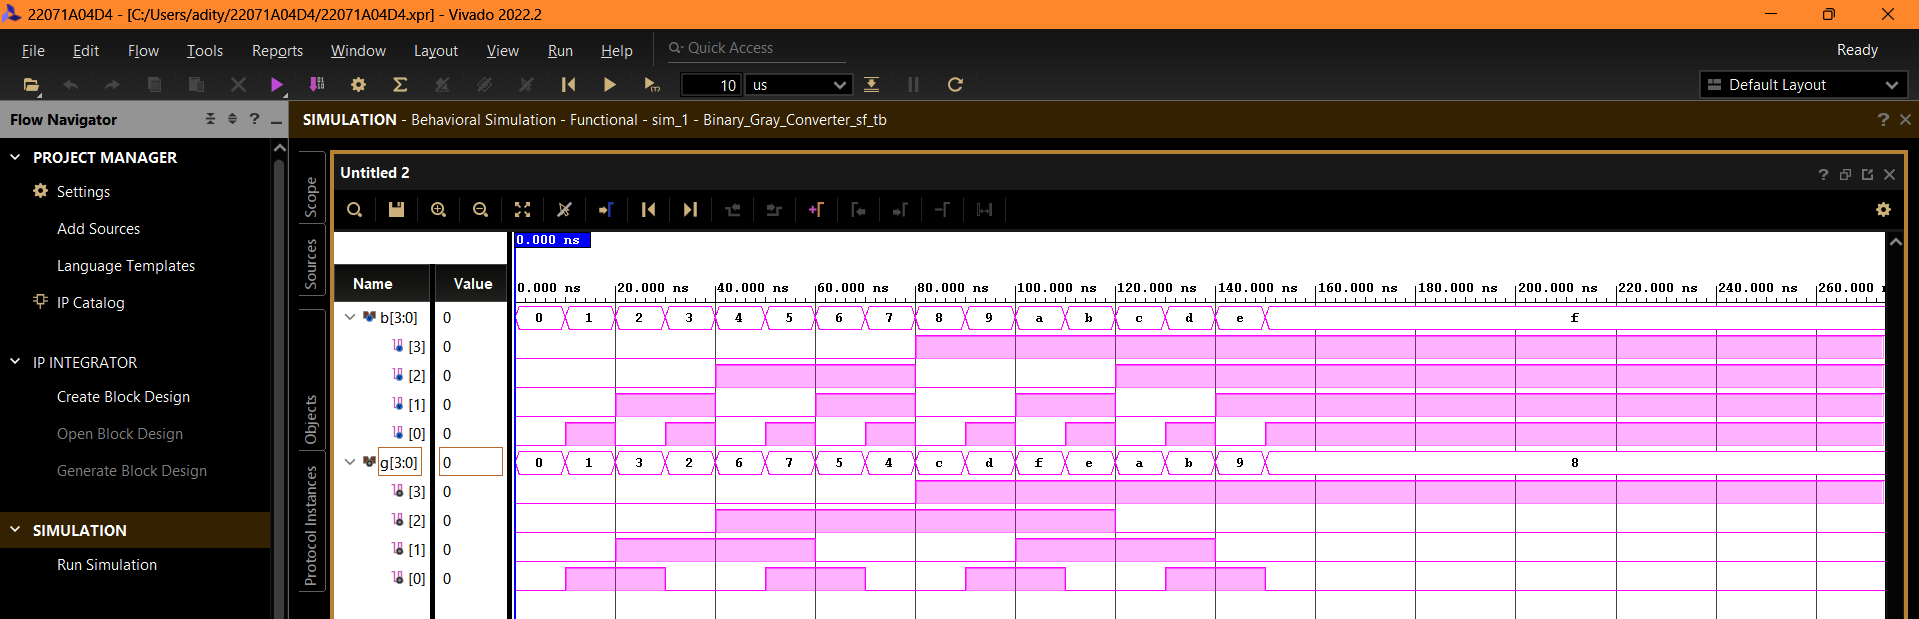 22071A04D4 - [C:/Users/adity/22071A04D4/22071A04D4.xpr] - Vivado 2022.2
File Edit Flow Tools Reports Window Layout View Run Help Quick Access Ready
10 us Default Layout
Flow Navigator ? SIMULATION - Behavioral Simulation - Functional - sim_1 - Binary_Gray_Converter_sf_tb ?
PROJECT MANAGER
Settings
Add Sources
Language Templates
IP Catalog
IP INTEGRATOR
Create Block Design
Open Block Design
Generate Block Design
SIMULATION
Run Simulation
Scope
Sources
Objects
Protocol Instances
Untitled 2 ?
0.000 ns
Name Value 0.000 ns 20.000 ns 40.000 ns 60.000 ns 80.000 ns 100.000 ns 120.000 ns 140.000 ns 160.000 ns 180.000 ns 200.000 ns 220.000 ns 240.000 ns 260.000
b[3:0] 0 0 1 2 3 4 5 6 7 8 9 a b c d e f
[3] 0
[2] 0
[1] 0
[0] 0
g[3:0] 0 0 1 3 2 6 7 5 4 c d f e a b 9 8
[3] 0
[2] 0
[1] 0
[0] 0